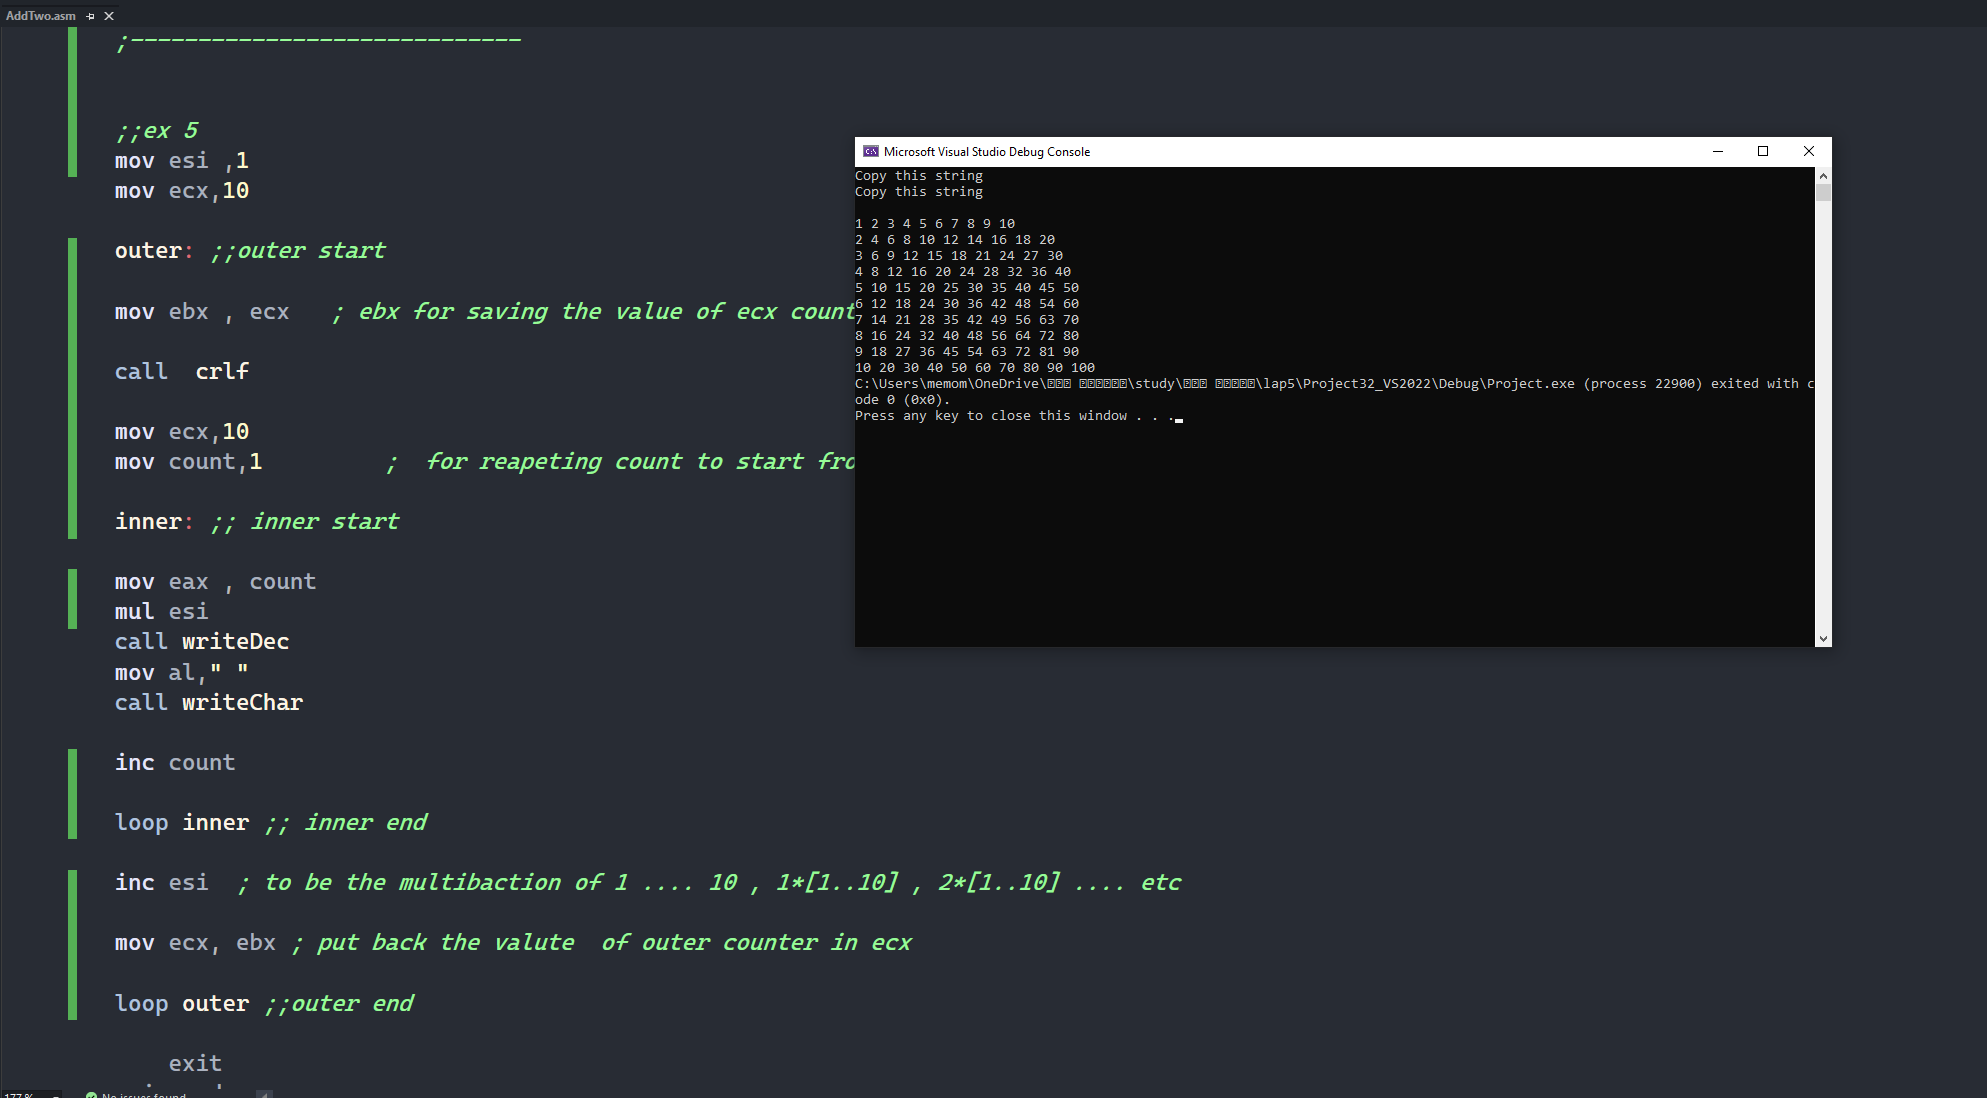 AddTwo.asm
;-----------------------------
;;ex 5
mov esi ,1
mov ecx,10
outer: ;;outer start
mov ebx , ecx   ; ebx for saving the value of ecx count
call  crlf
mov ecx,10
mov count,1         ;  for reapeting count to start fro
inner: ;; inner start
mov eax , count
mul esi
call writeDec
mov al," "
call writeChar
inc count
loop inner ;; inner end
inc esi  ; to be the multibaction of 1 .... 10 , 1*[1..10] , 2*[1..10] .... etc
mov ecx, ebx ; put back the valute  of outer counter in ecx
loop outer ;;outer end
exit
177 %
No issues found
Microsoft Visual Studio Debug Console
Copy this string
Copy this string
1 2 3 4 5 6 7 8 9 10
2 4 6 8 10 12 14 16 18 20
3 6 9 12 15 18 21 24 27 30
4 8 12 16 20 24 28 32 36 40
5 10 15 20 25 30 35 40 45 50
6 12 18 24 30 36 42 48 54 60
7 14 21 28 35 42 49 56 63 70
8 16 24 32 40 48 56 64 72 80
9 18 27 36 45 54 63 72 81 90
10 20 30 40 50 60 70 80 90 100
C:\Users\memom\OneDrive\⍰⍰⍰ ⍰⍰⍰⍰⍰⍰\study\⍰⍰⍰ ⍰⍰⍰⍰⍰\lap5\Project32_VS2022\Debug\Project.exe (process 22900) exited with c
ode 0 (0x0).
Press any key to close this window . . .